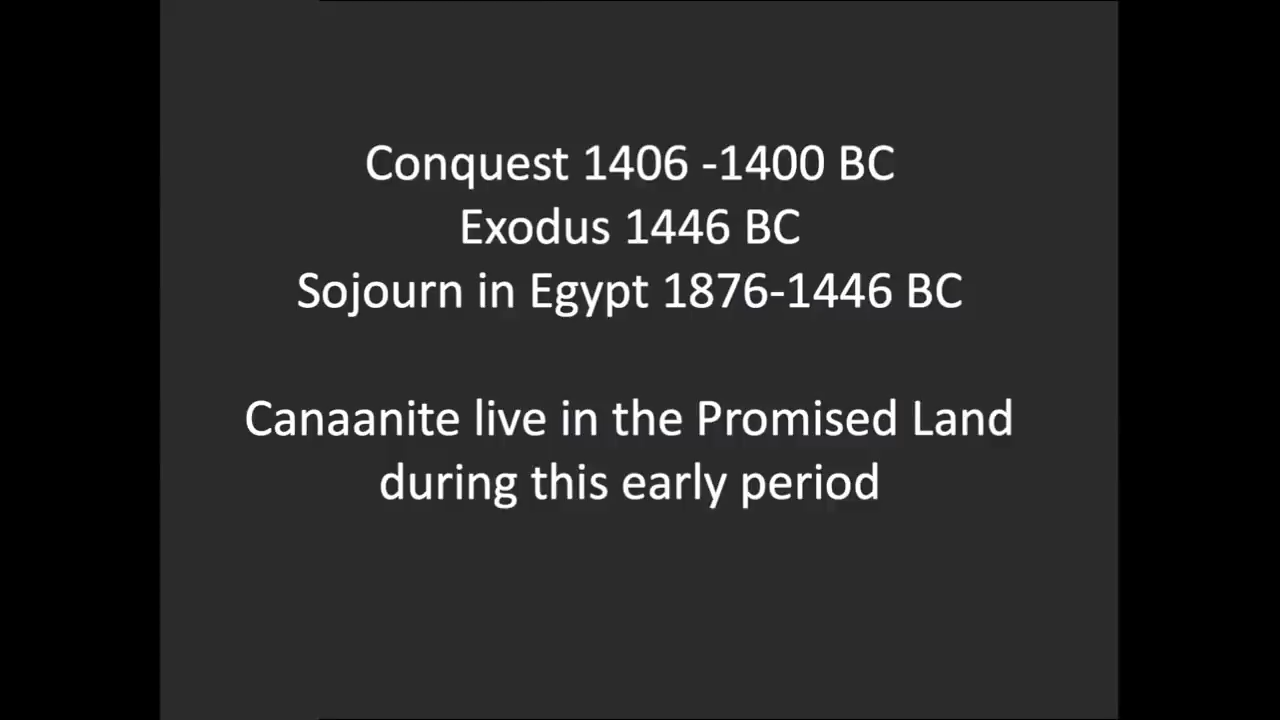 Conquest 1406 -1400 BC
Exodus 1446 BC
Sojourn in Egypt 1876-1446 BC
Canaanite live in the Promised Land
during this early period